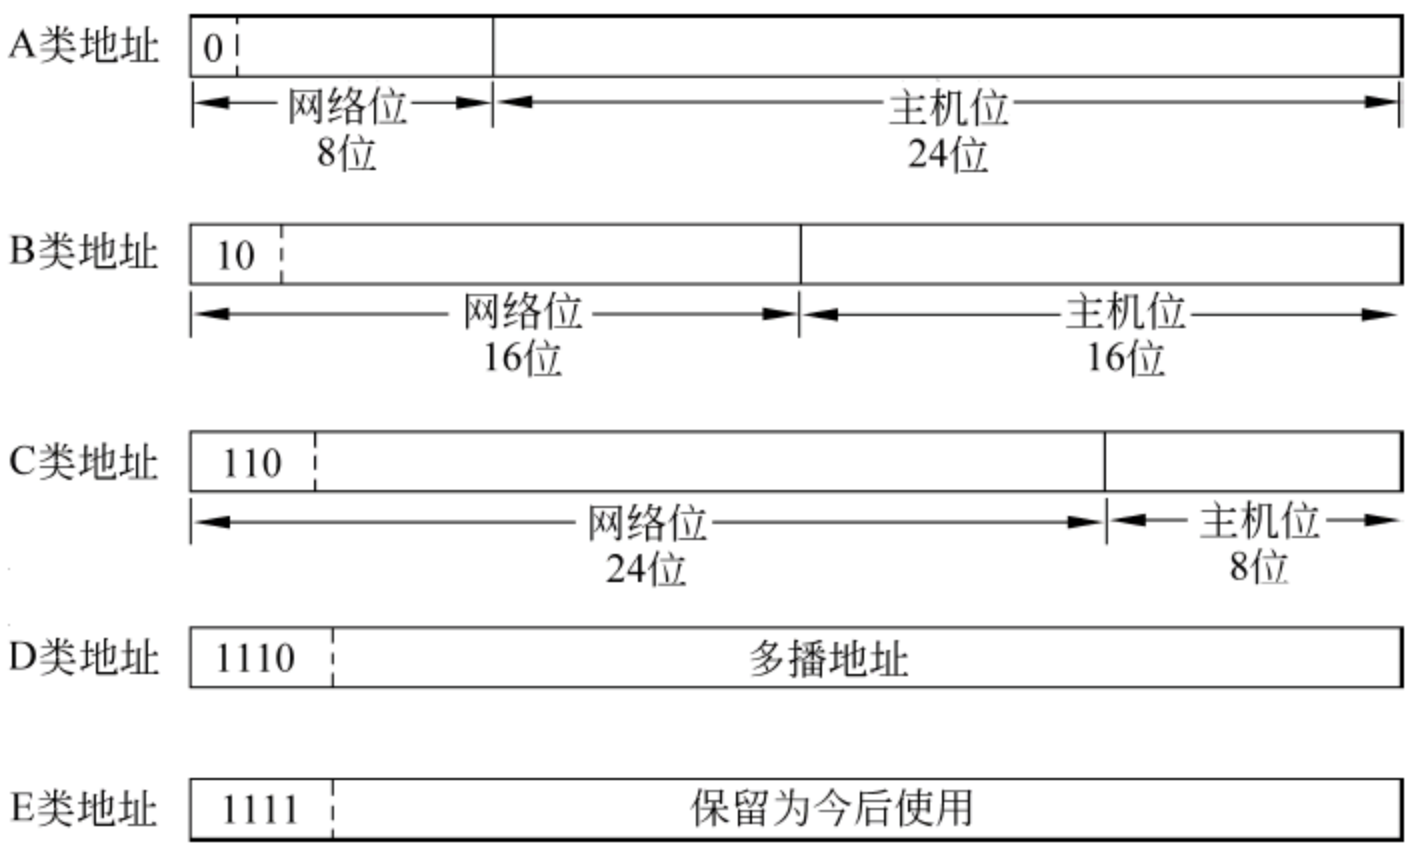 A类地址 0
网络位 主机位
8位 24位
B类地址 10
网络位 主机位
16位 16位
C类地址 110
网络位 主机位
24位 8位
D类地址 1110 多播地址
E类地址 1111 保留为今后使用